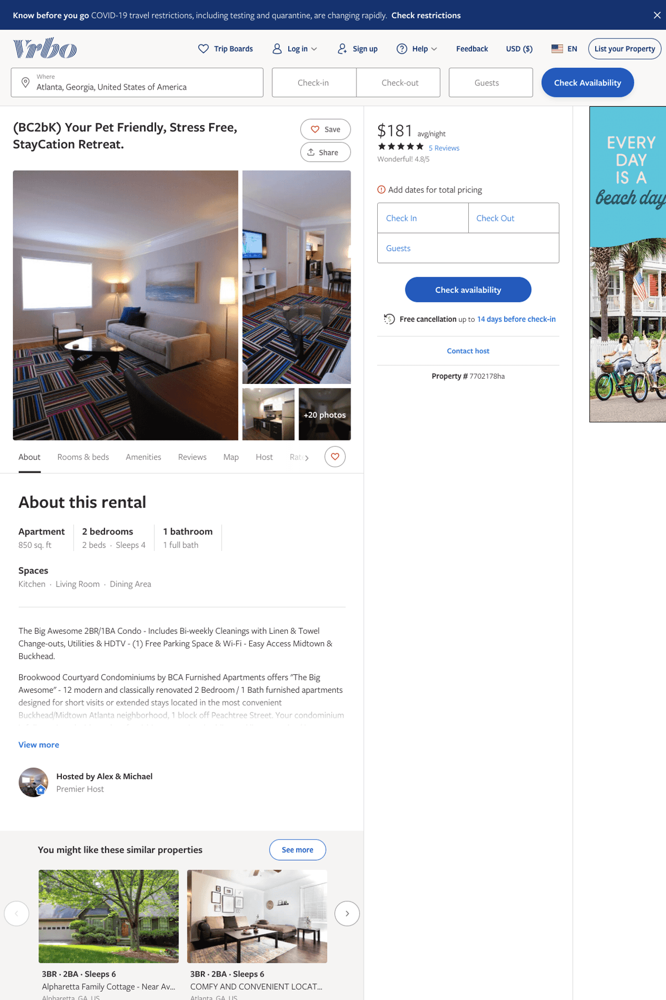 Know before you go COVID-19 travel restrictions, including testing and quarantine, are changing rapidly. Check restrictions
Vrbo
Trip Boards
Log in
Sign up
Help
Feedback
USD ($)
EN
List your Property
Where
Atlanta, Georgia, United States of America
Check-in
Check-out
Guests
Check Availability
(BC2bK) Your Pet Friendly, Stress Free,
StayCation Retreat.
Save
Share
+20 photos
$181 avg/night
5 Reviews
Wonderful! 4.8/5
Add dates for total pricing
Check In
Check Out
Guests
Check availability
Free cancellation up to 14 days before check-in
Contact host
Property # 7702178ha
EVERY
DAY
IS A
beach day
About
Rooms & beds
Amenities
Reviews
Map
Host
About this rental
Apartment
850 sq. ft
2 bedrooms
2 beds · Sleeps 4
1 bathroom
1 full bath
Spaces
Kitchen · Living Room · Dining Area
The Big Awesome 2BR/1BA Condo - Includes Bi-weekly Cleanings with Linen & Towel
Change-outs, Utilities & HDTV - (1) Free Parking Space & Wi-Fi - Easy Access Midtown &
Buckhead.
Brookwood Courtyard Condominiums by BCA Furnished Apartments offers "The Big
Awesome" - 12 modern and classically renovated 2 Bedroom / 1 Bath furnished apartments
designed for short visits or extended stays located in the most convenient
Buckhead/Midtown Atlanta neighborhood, 1 block off Peachtree Street. Your condominium
View more
Hosted by Alex & Michael
Premier Host
You might like these similar properties
See more
3BR · 2BA · Sleeps 6
Alpharetta Family Cottage - Near Av...
Alpharetta, GA, US
3BR · 2BA · Sleeps 6
COMFY AND CONVENIENT LOCAT...
Atlanta, GA, US